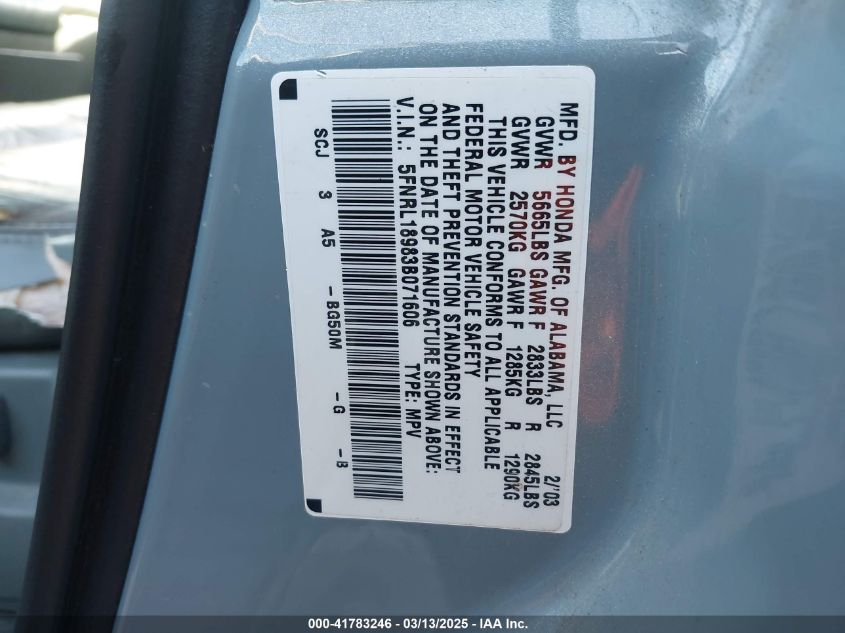 MFD. BY HONDA MFG. OF ALABAMA, LLC 2/'03
GVWR 5665LBS GAWR F 2833LBS R 2845LBS
GVWR 2570KG GAWR F 1285KG R 1290KG
THIS VEHICLE CONFORMS TO ALL APPLICABLE
FEDERAL MOTOR VEHICLE SAFETY
AND THEFT PREVENTION STANDARDS IN EFFECT
ON THE DATE OF MANUFACTURE SHOWN ABOVE:
V.I.N.: 5FNRL18983B071606 TYPE: MPV
SCJ 3 A5 -BG50M -G -B
000-41783246 - 03/13/2025 - IAA Inc.